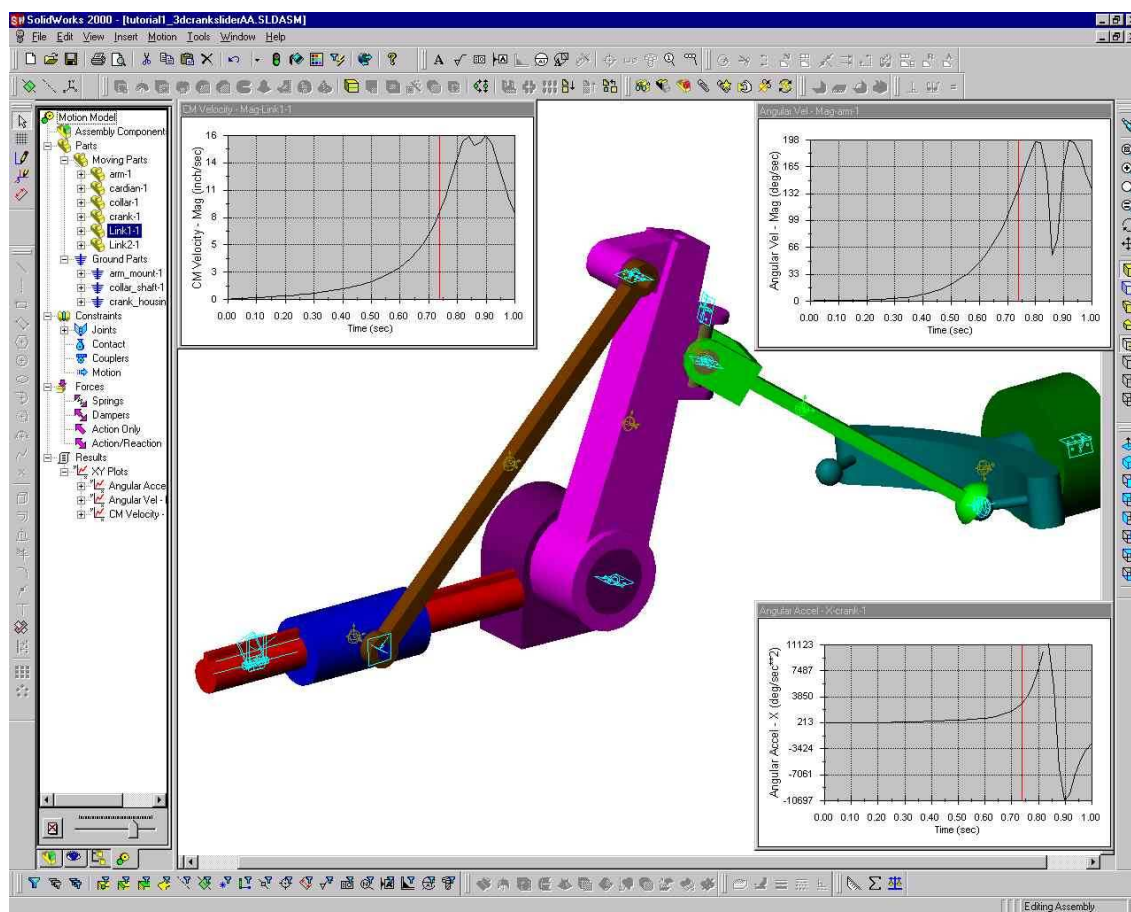 SolidWorks 2000 - [tutorial1_3dcranksliderAA.SLDASM]
File Edit View Insert Motion Tools Window Help
Motion Model
Assembly Component
Parts
Moving Parts
arm-1
cardian-1
collar-1
crank-1
Link1-1
Link2-1
Ground Parts
arm_mount-1
collar_shaft-1
crank_housin
Constraints
Joints
Contact
Couplers
Motion
Forces
Springs
Dampers
Action Only
Action/Reaction
Results
XY Plots
Angular Acce
Angular Vel - 
CM Velocity -
CM Velocity - Mag-Link1-1
CM Velocity - Mag (inch/sec)
16
14
11
8
5
3
0
0.00 0.10 0.20 0.30 0.40 0.50 0.60 0.70 0.80 0.90 1.00
Time (sec)
Angular Vel - Mag-arm-1
Angular Vel - Mag (deg/sec)
198
165
132
99
66
33
0
0.00 0.10 0.20 0.30 0.40 0.50 0.60 0.70 0.80 0.90 1.00
Time (sec)
Angular Accel - X-crank-1
Angular Accel - X (deg/sec**2)
11123
7487
3850
213
-3424
-7061
-10697
0.00 0.10 0.20 0.30 0.40 0.50 0.60 0.70 0.80 0.90 1.00
Time (sec)
Editing Assembly